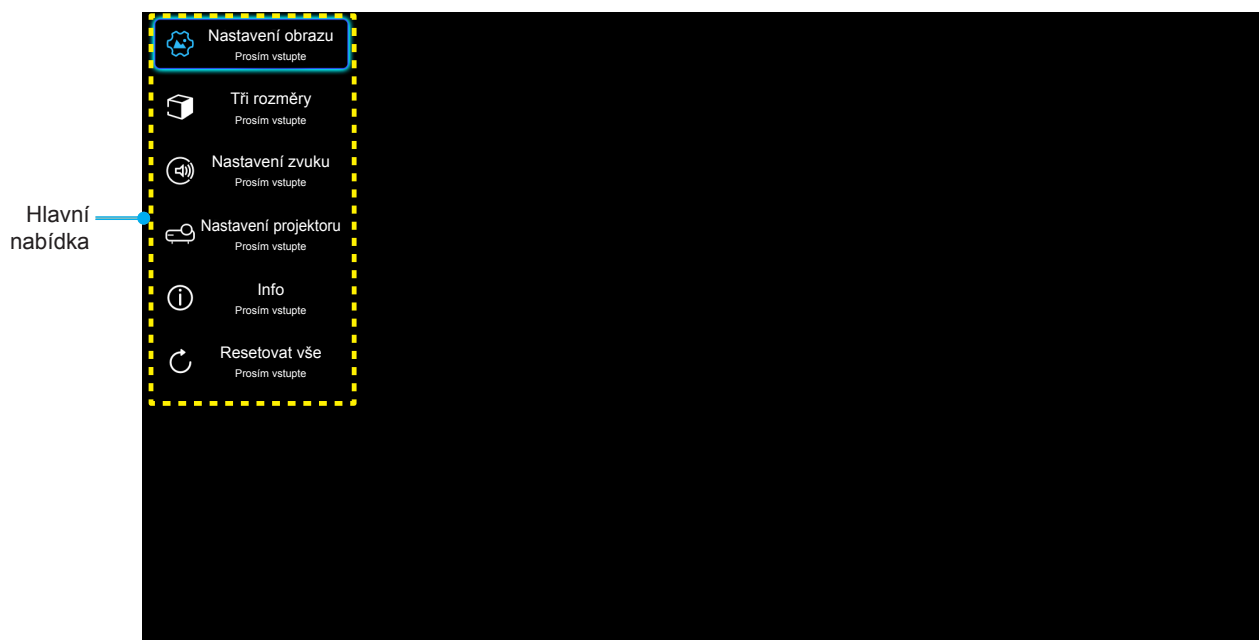 Nastavení obrazu
Prosím vstupte
Tři rozměry
Prosím vstupte
Nastavení zvuku
Prosím vstupte
Hlavní
nabídka
Nastavení projektoru
Prosím vstupte
Info
Prosím vstupte
Resetovat vše
Prosím vstupte